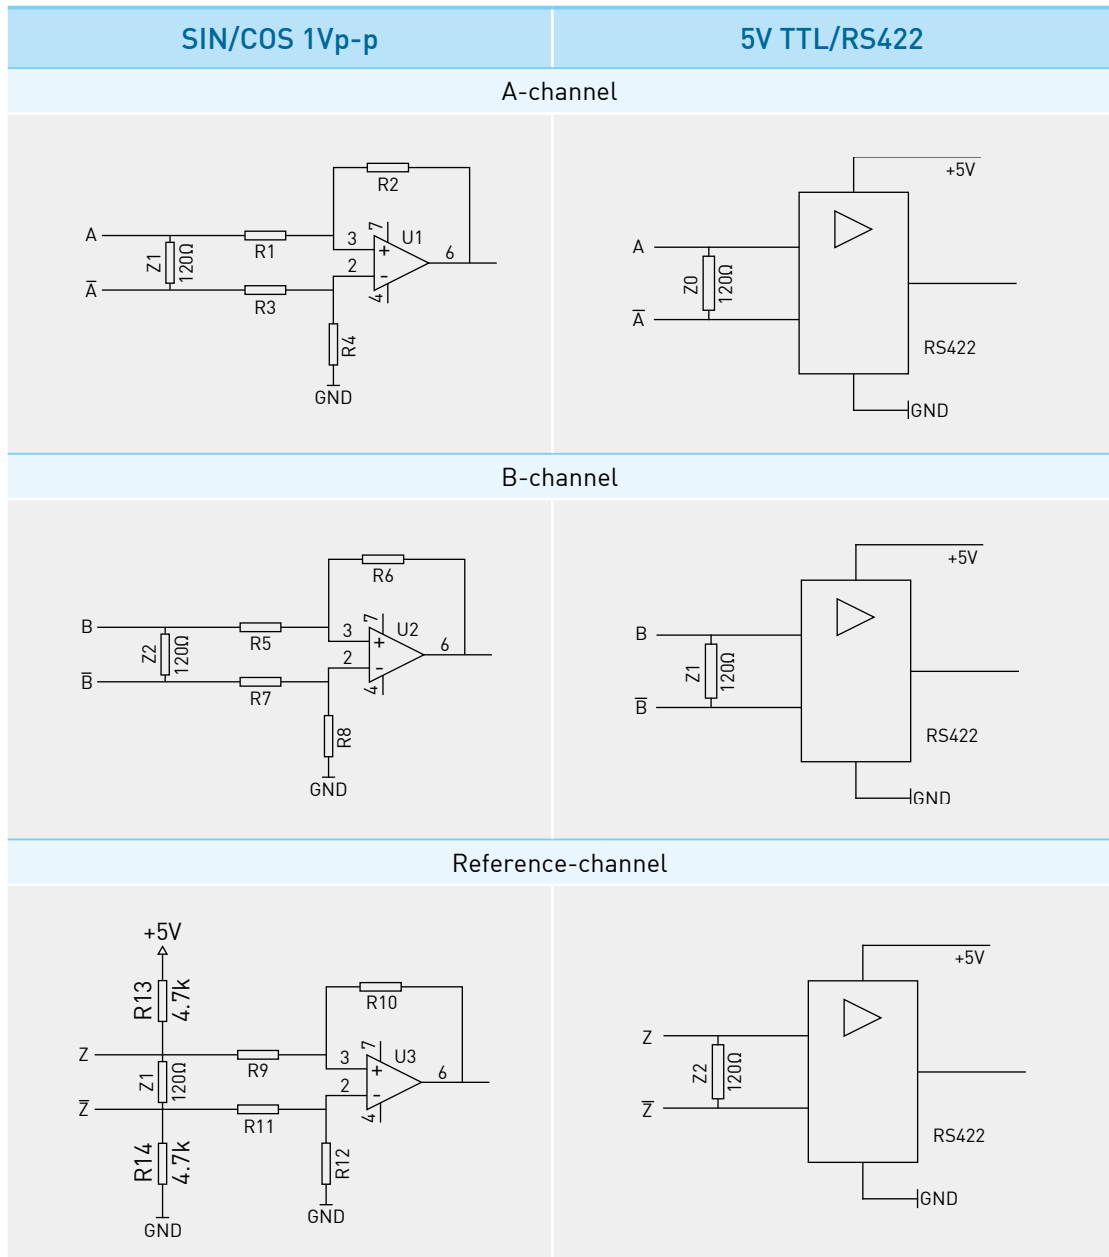 SIN/COS 1Vp-p
5V TTL/RS422
A-channel
R2
A
Z1
120Ω
R1
3
+
7
U1
6
2
-
4
A̅
R3
R4
GND
+5V
A
Z0
120Ω
A̅
RS422
GND
B-channel
R6
B
Z2
120Ω
R5
3
+
7
U2
6
2
-
4
B̅
R7
R8
GND
+5V
B
Z1
120Ω
B̅
RS422
GND
Reference-channel
+5V
R13
4.7k
R10
Z
Z1
120Ω
R9
3
+
7
U3
6
2
-
4
Z̅
R11
R14
4.7k
R12
GND
GND
+5V
Z
Z2
120Ω
Z̅
RS422
GND